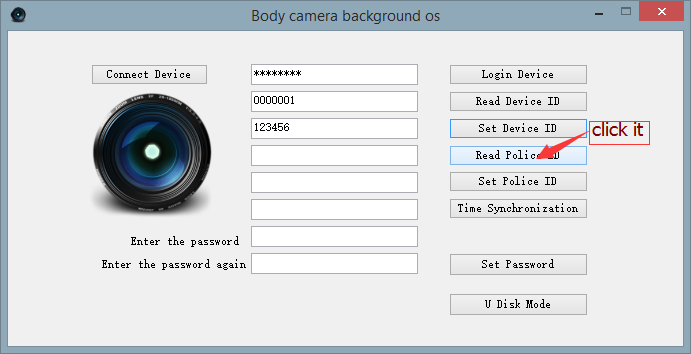 Body camera background os
Connect Device
********
Login Device
0000001
Read Device ID
123456
Set Device ID
click it
Read Police ID
Set Police ID
Time Synchronization
Enter the password
Enter the password again
Set Password
U Disk Mode